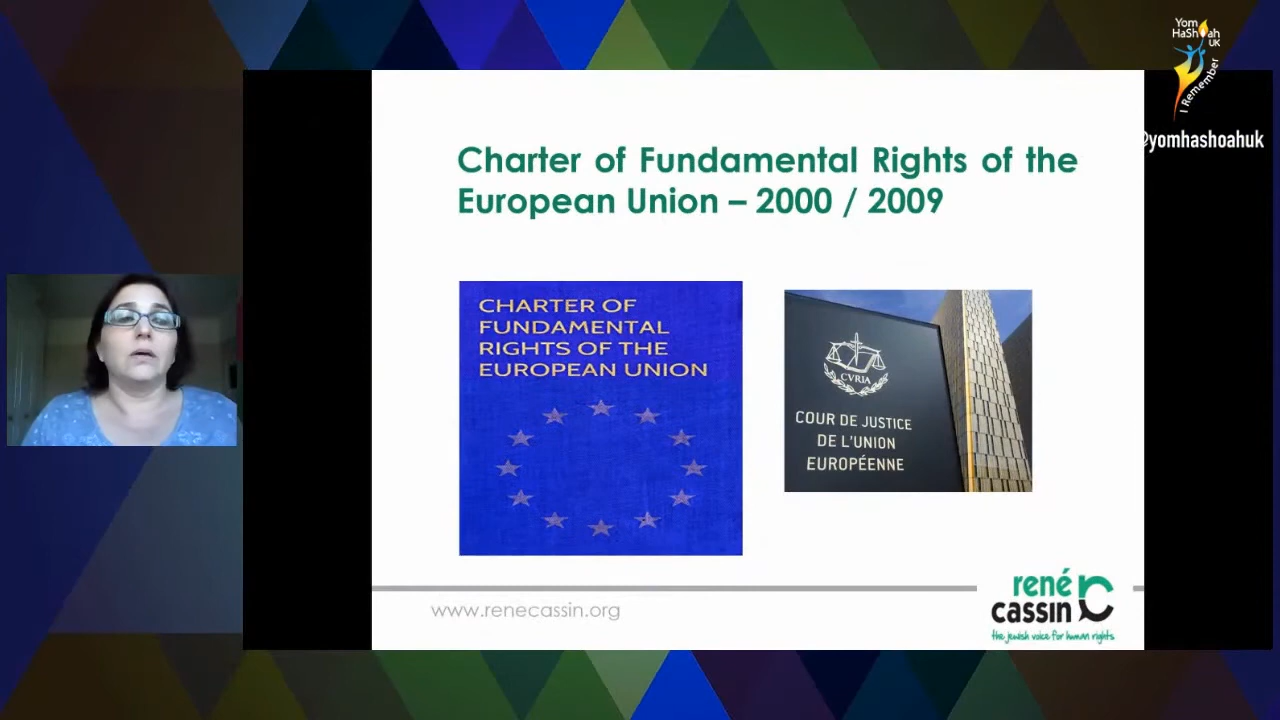 Yom
HaShoah
UK
I Remember
@yomhashoahuk
Charter of Fundamental Rights of the
European Union – 2000 / 2009
CHARTER OF
FUNDAMENTAL
RIGHTS OF THE
EUROPEAN UNION
CVRIA
COUR DE JUSTICE
DE L'UNION
EUROPÉENNE
www.renecassin.org
rené
cassin
the jewish voice for human rights